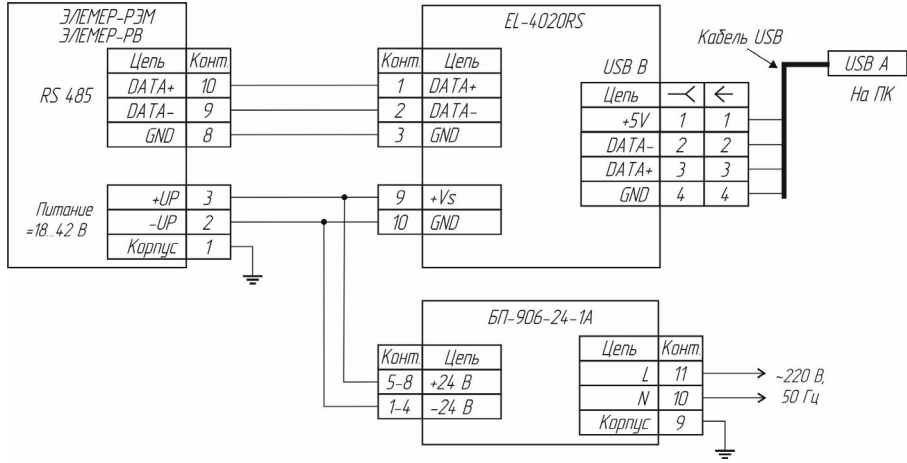 ЭЛЕМЕР-РЭМ
ЭЛЕМЕР-РВ
Цепь Конт.
RS 485
DATA+ 10
DATA- 9
GND 8
Питание
=18...42 В
+UP 3
-UP 2
Корпус 1
EL-4020RS
Конт. Цепь
1 DATA+
2 DATA-
3 GND
9 +Vs
10 GND
USB B
Цепь
+5V 1 1
DATA- 2 2
DATA+ 3 3
GND 4 4
Кабель USB
USB A
На ПК
БП-906-24-1А
Конт. Цепь
5-8 +24 В
1-4 -24 В
Цепь Конт.
L 11
N 10
Корпус 9
~220 В,
50 Гц